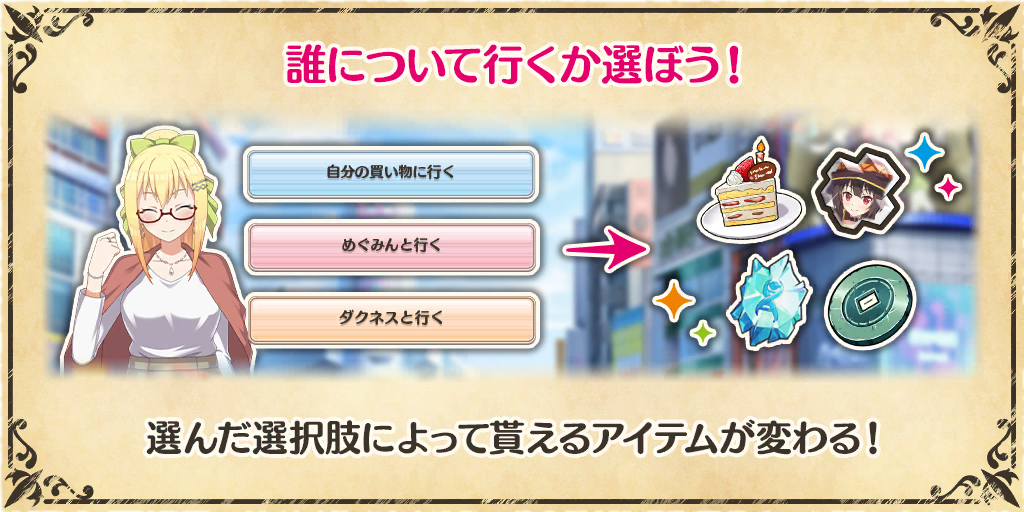 誰について行くか選ぼう！
自分の買い物に行く
めぐみんと行く
ダクネスと行く
選んだ選択肢によって貰えるアイテムが変わる！